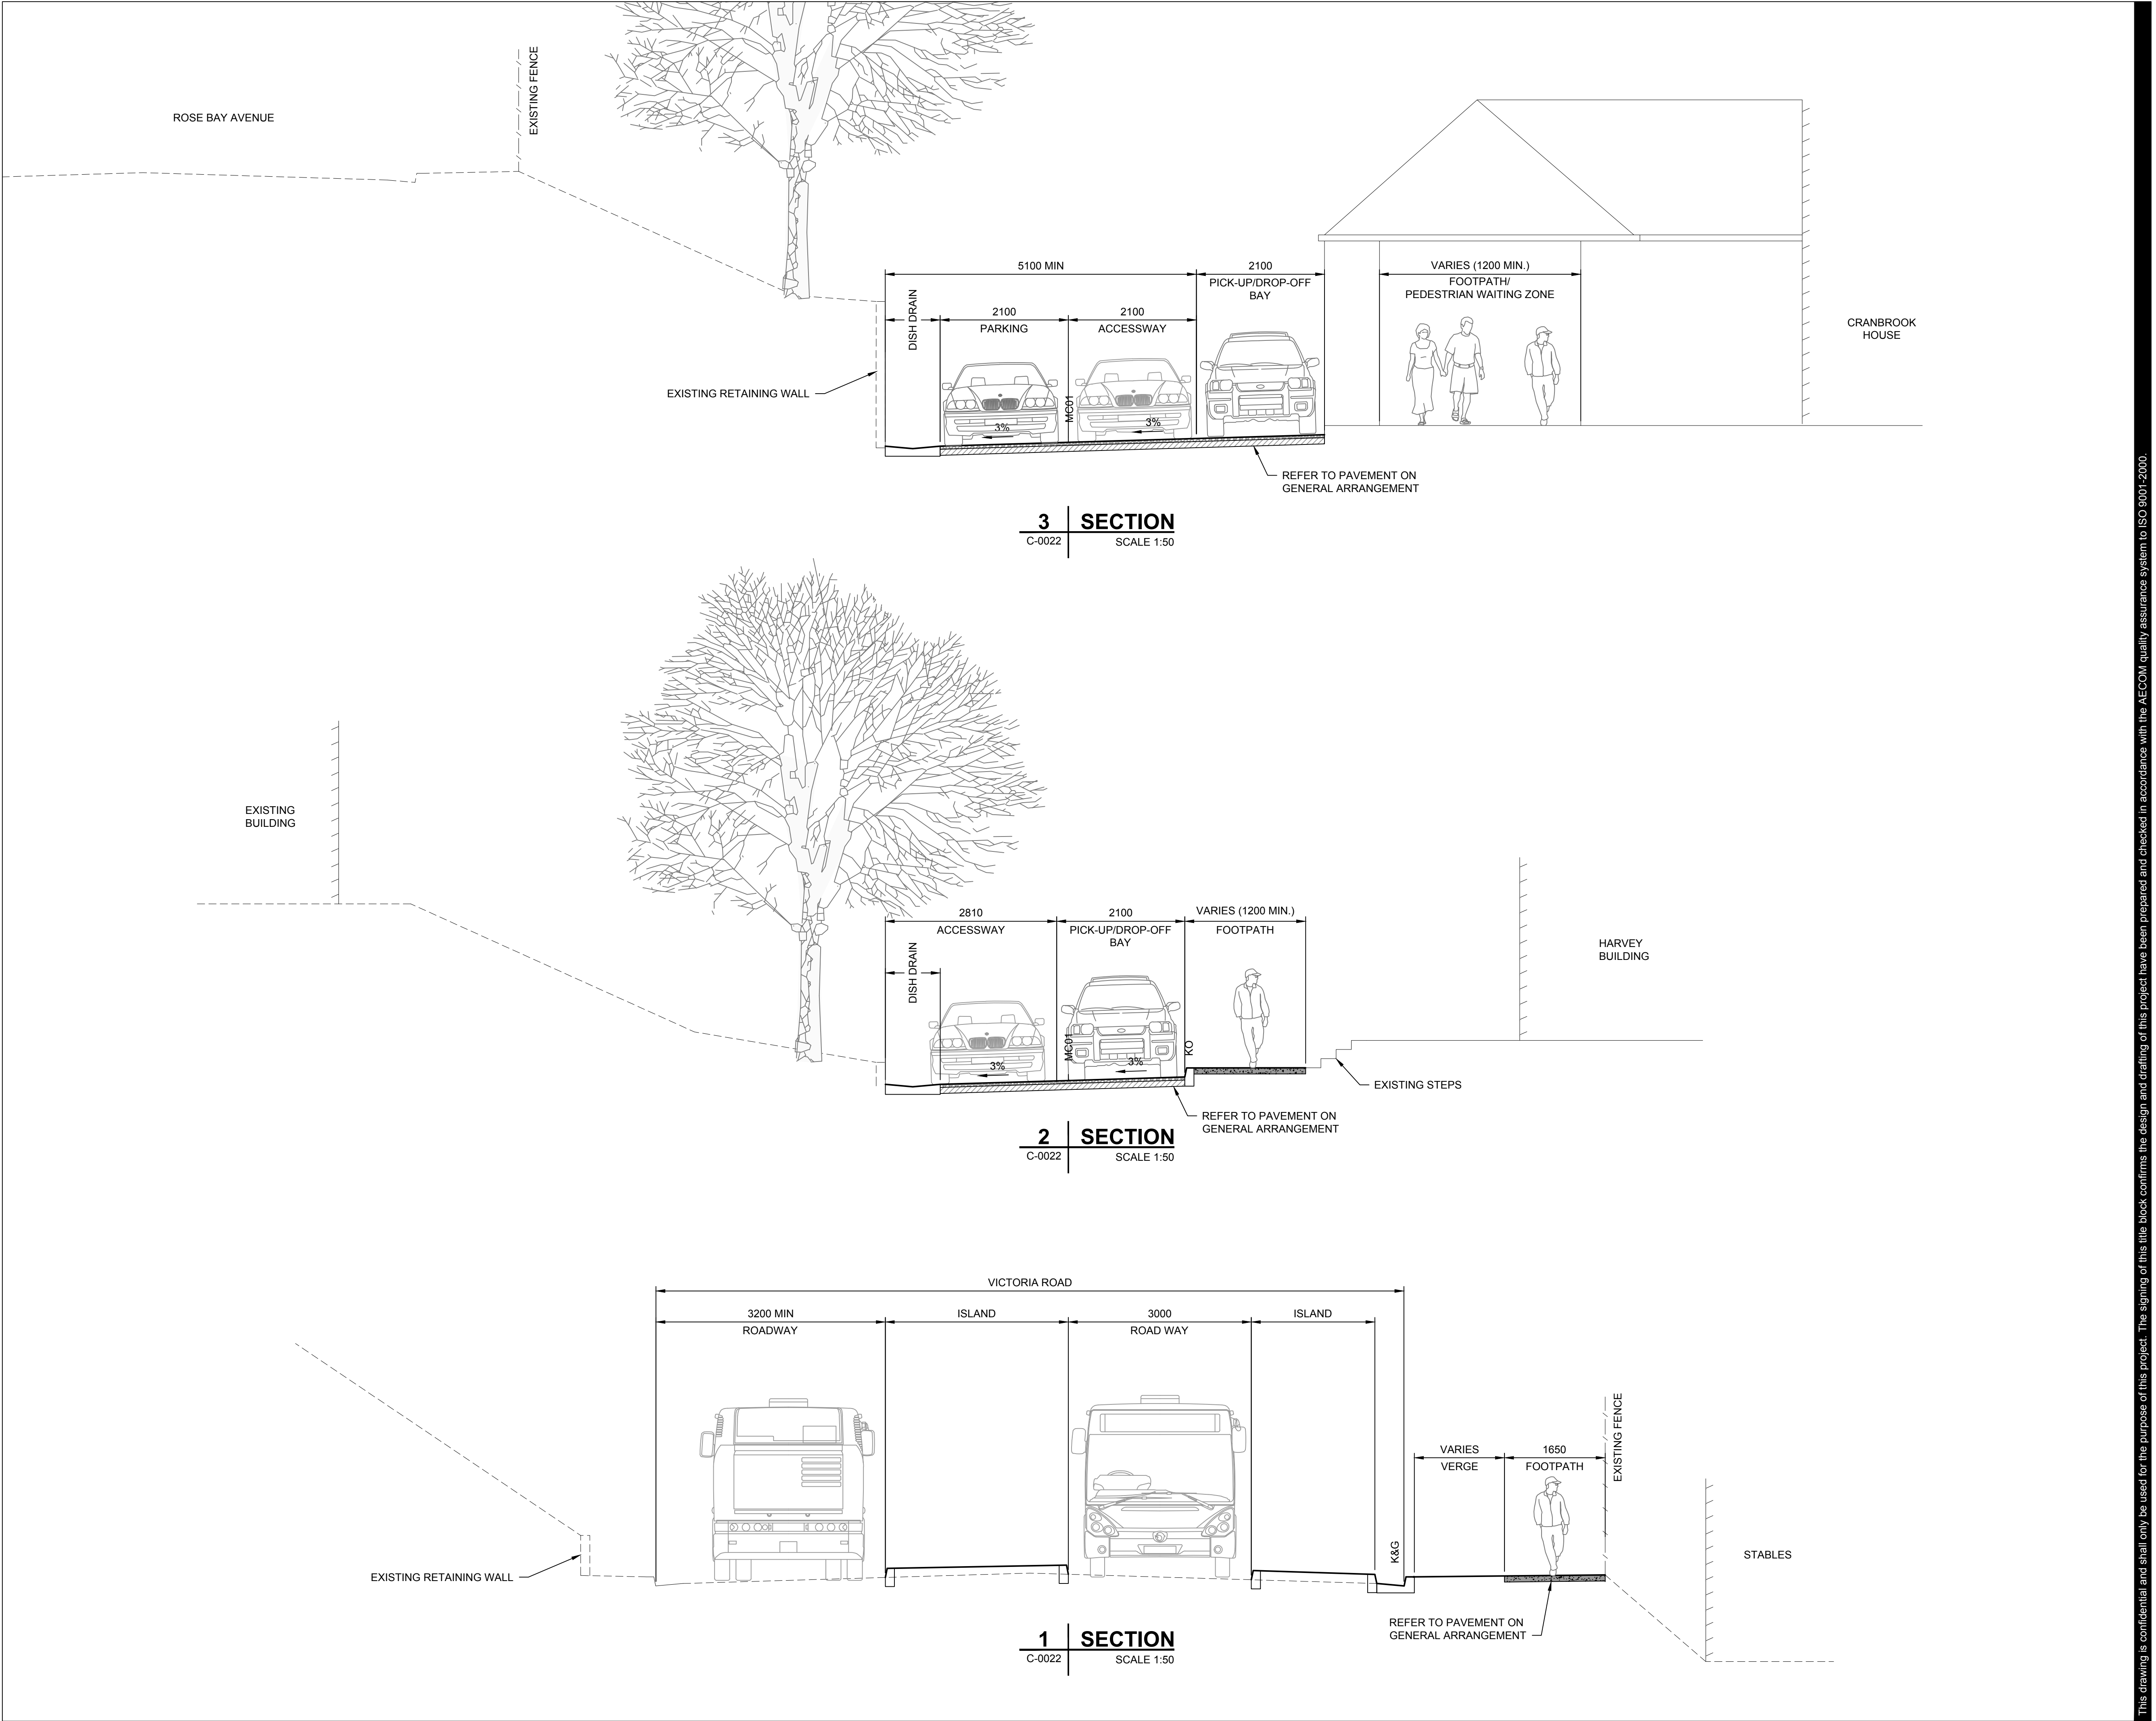 ROSE BAY AVENUE
EXISTING FENCE
5100 MIN
2100
PICK-UP/DROP-OFF
BAY
VARIES (1200 MIN.)
FOOTPATH/
PEDESTRIAN WAITING ZONE
DISH DRAIN
2100
PARKING
2100
ACCESSWAY
CRANBROOK
HOUSE
EXISTING RETAINING WALL
MC01
3%
3%
REFER TO PAVEMENT ON
GENERAL ARRANGEMENT
3 SECTION
C-0022 SCALE 1:50
EXISTING
BUILDING
2810
ACCESSWAY
2100
PICK-UP/DROP-OFF
BAY
VARIES (1200 MIN.)
FOOTPATH
DISH DRAIN
HARVEY
BUILDING
MC01
KO
3%
3%
EXISTING STEPS
REFER TO PAVEMENT ON
GENERAL ARRANGEMENT
2 SECTION
C-0022 SCALE 1:50
VICTORIA ROAD
3200 MIN
ROADWAY
ISLAND
3000
ROAD WAY
ISLAND
EXISTING FENCE
VARIES
VERGE
1650
FOOTPATH
K&G
STABLES
EXISTING RETAINING WALL
REFER TO PAVEMENT ON
GENERAL ARRANGEMENT
1 SECTION
C-0022 SCALE 1:50
This drawing is confidential and shall only be used for the purpose of this project. The signing of this title block confirms the design and drafting of this project have been prepared and checked in accordance with the AECOM quality assurance system to ISO 9001-2000.